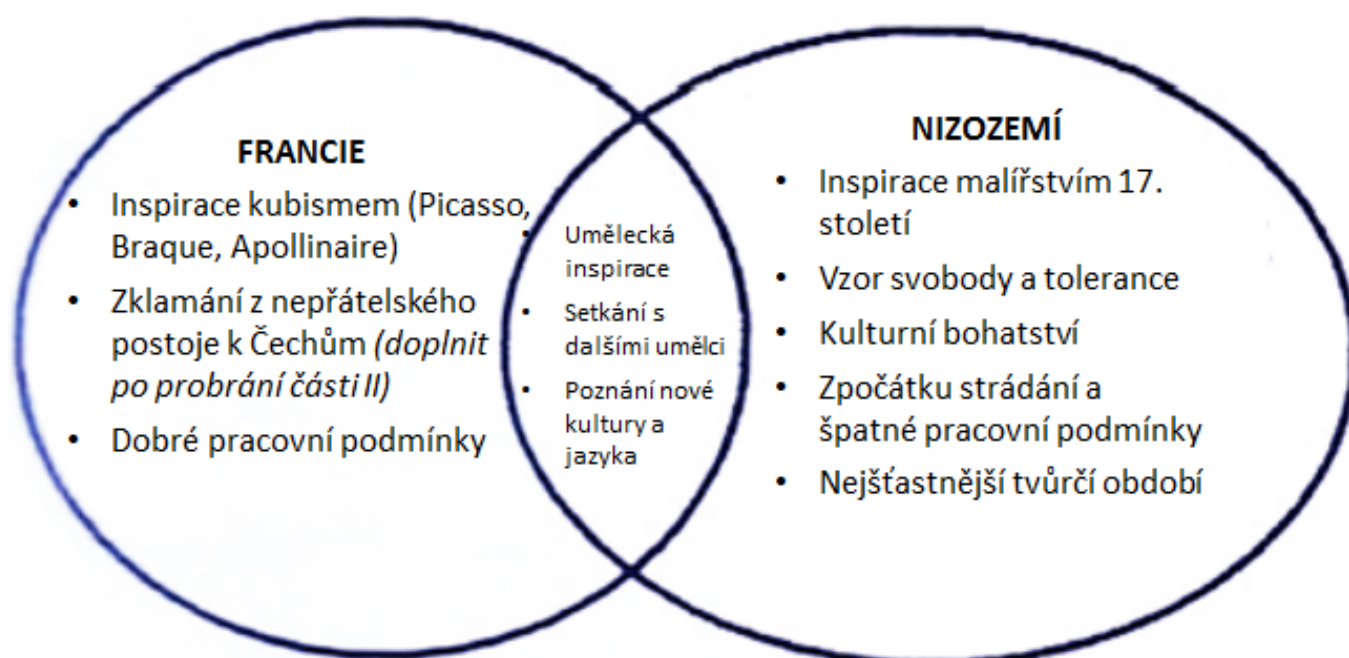 FRANCIE
• Inspirace kubismem (Picasso,
Braque, Apollinaire)
• Zklamání z nepřátelského
postoje k Čechům (doplnit
po probrání části II)
• Dobré pracovní podmínky
• Umělecká
inspirace
• Setkání s
dalšími umělci
• Poznání nové
kultury a
jazyka
NIZOZEMÍ
• Inspirace malířstvím 17.
století
• Vzor svobody a tolerance
• Kulturní bohatství
• Zpočátku strádání a
špatné pracovní podmínky
• Nejšťastnější tvůrčí období